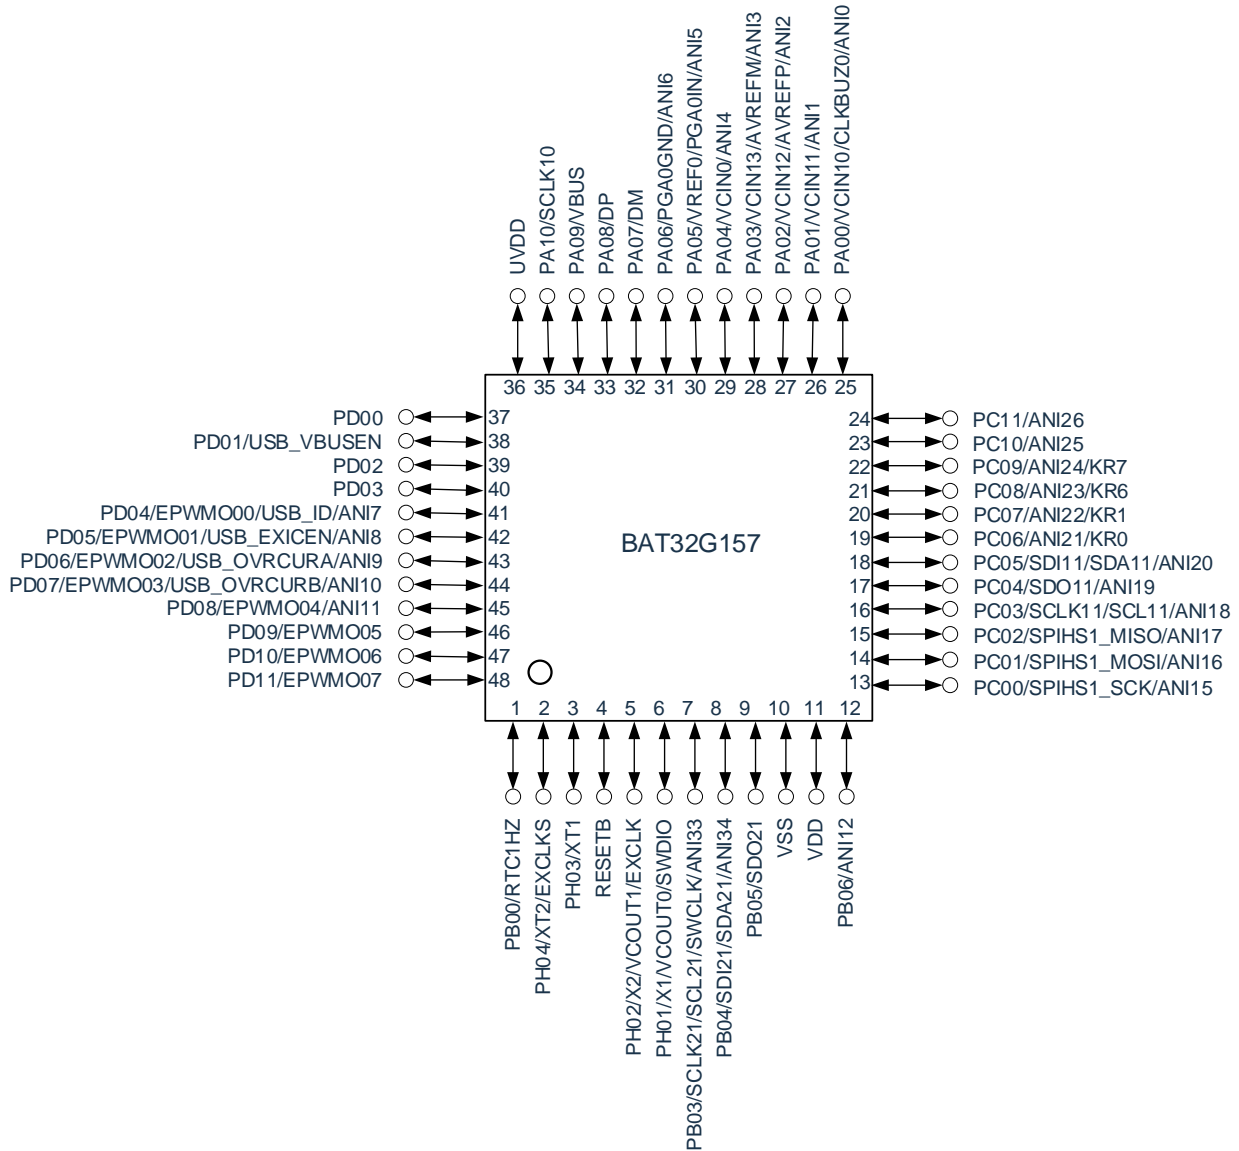 UVDD
PA10/SCLK10
PA09/VBUS
PA08/DP
PA07/DM
PA06/PGA0GND/ANI6
PA05/VREF0/PGA0IN/ANI5
PA04/VCIN0/ANI4
PA03/VCIN13/AVREFM/ANI3
PA02/VCIN12/AVREFP/ANI2
PA01/VCIN11/ANI1
PA00/VCIN10/CLKBUZ0/ANI0
36 35 34 33 32 31 30 29 28 27 26 25
PD00 37
PD01/USB_VBUSEN 38
PD02 39
PD03 40
PD04/EPWMO00/USB_ID/ANI7 41
PD05/EPWMO01/USB_EXICEN/ANI8 42
PD06/EPWMO02/USB_OVRCURA/ANI9 43
PD07/EPWMO03/USB_OVRCURB/ANI10 44
PD08/EPWMO04/ANI11 45
PD09/EPWMO05 46
PD10/EPWMO06 47
PD11/EPWMO07 48
BAT32G157
24 PC11/ANI26
23 PC10/ANI25
22 PC09/ANI24/KR7
21 PC08/ANI23/KR6
20 PC07/ANI22/KR1
19 PC06/ANI21/KR0
18 PC05/SDI11/SDA11/ANI20
17 PC04/SDO11/ANI19
16 PC03/SCLK11/SCL11/ANI18
15 PC02/SPIHS1_MISO/ANI17
14 PC01/SPIHS1_MOSI/ANI16
13 PC00/SPIHS1_SCK/ANI15
1 2 3 4 5 6 7 8 9 10 11 12
PB00/RTC1HZ
PH04/XT2/EXCLKS
PH03/XT1
RESETB
PH02/X2/VCOUT1/EXCLK
PH01/X1/VCOUT0/SWDIO
PB03/SCLK21/SCL21/SWCLK/ANI33
PB04/SDI21/SDA21/ANI34
PB05/SDO21
VSS
VDD
PB06/ANI12